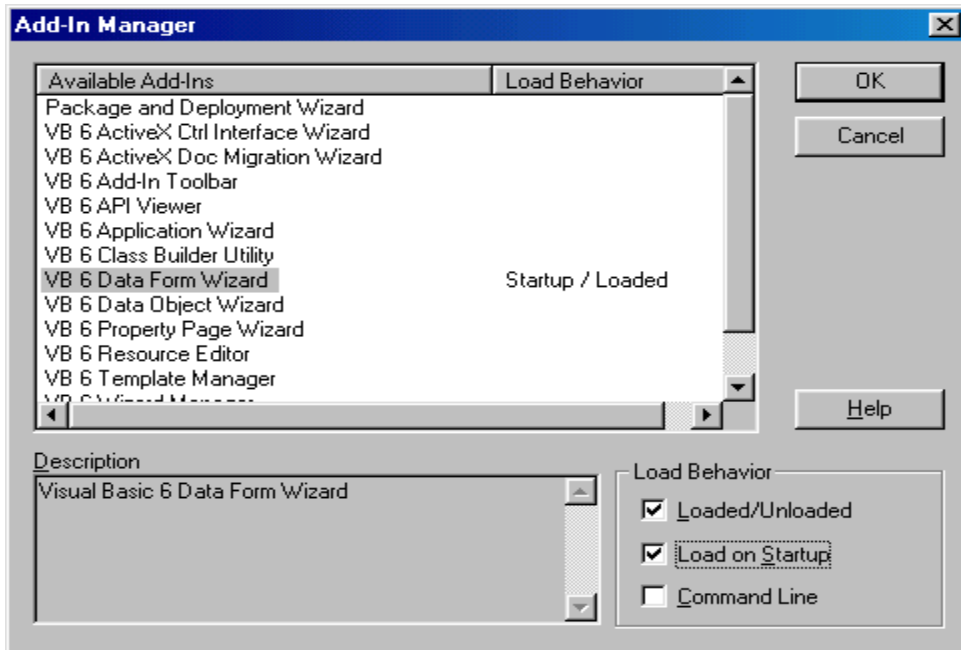 Add-In Manager
Available Add-Ins Load Behavior
Package and Deployment Wizard
VB 6 ActiveX Ctrl Interface Wizard
VB 6 ActiveX Doc Migration Wizard
VB 6 Add-In Toolbar
VB 6 API Viewer
VB 6 Application Wizard
VB 6 Class Builder Utility
VB 6 Data Form Wizard Startup / Loaded
VB 6 Data Object Wizard
VB 6 Property Page Wizard
VB 6 Resource Editor
VB 6 Template Manager
VB 6 Wizard Manager
OK
Cancel
Help
Description
Visual Basic 6 Data Form Wizard
Load Behavior
Loaded/Unloaded
Load on Startup
Command Line